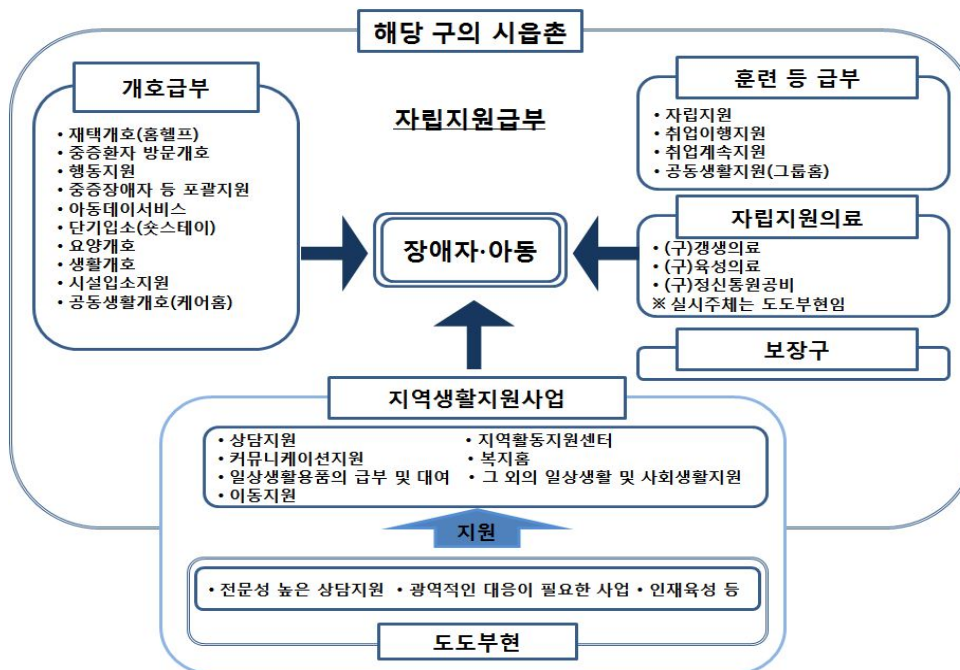 해당 구의 시읍촌
개호급부
• 재택개호(홈헬프)
• 중증환자 방문개호
• 행동지원
• 중증장애자 등 포괄지원
• 아동데이서비스
• 단기입소(숏스테이)
• 요양개호
• 생활개호
• 시설입소지원
• 공동생활개호(케어홈)
자립지원급부
장애자·아동
훈련 등 급부
• 자립지원
• 취업이행지원
• 취업계속지원
• 공동생활지원(그룹홈)
자립지원의료
• (구)갱생의료
• (구)육성의료
• (구)정신통원공비
※ 실시주체는 도도부현임
보장구
지역생활지원사업
• 상담지원
• 커뮤니케이션지원
• 일상생활용품의 급부 및 대여
• 이동지원
• 지역활동지원센터
• 복지홈
• 그 외의 일상생활 및 사회생활지원
지원
• 전문성 높은 상담지원 • 광역적인 대응이 필요한 사업 • 인재육성 등
도도부현